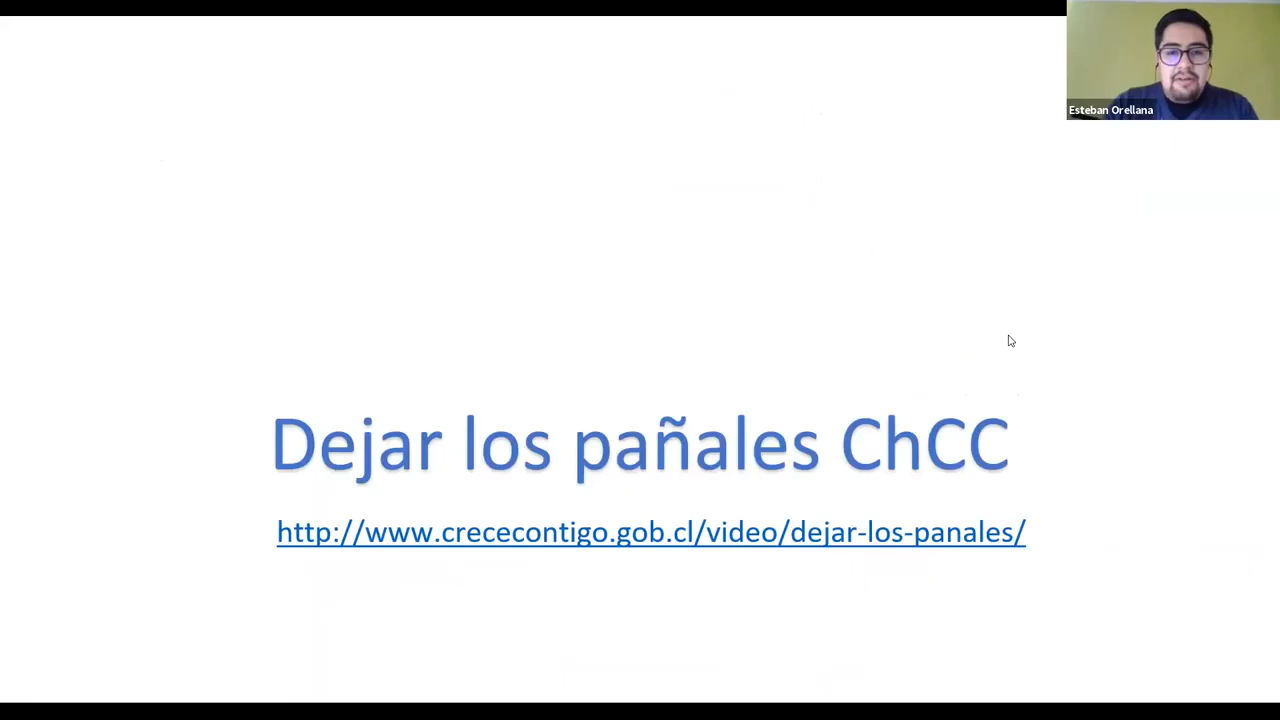 Esteban Orellana
Dejar los pañales ChCC
http://www.crececontigo.gob.cl/video/dejar-los-panales/